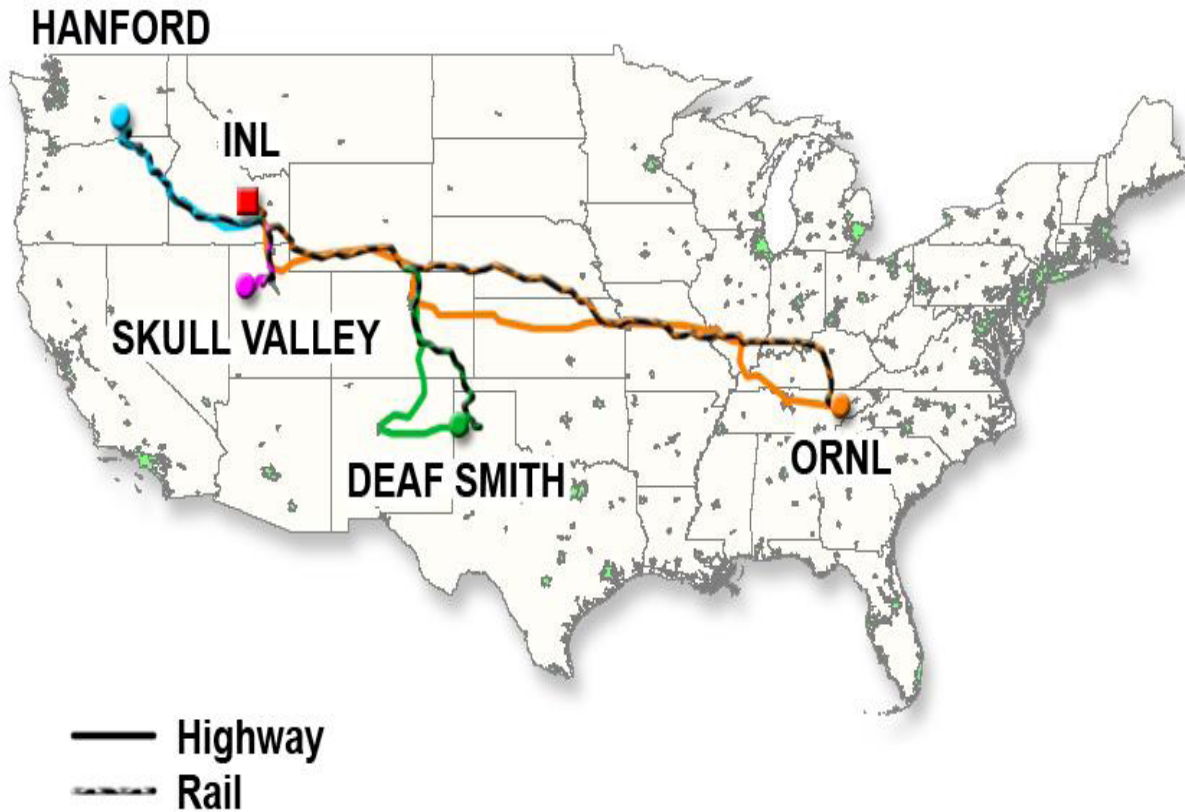 HANFORD
INL
SKULL VALLEY
DEAF SMITH
ORNL
Highway
Rail